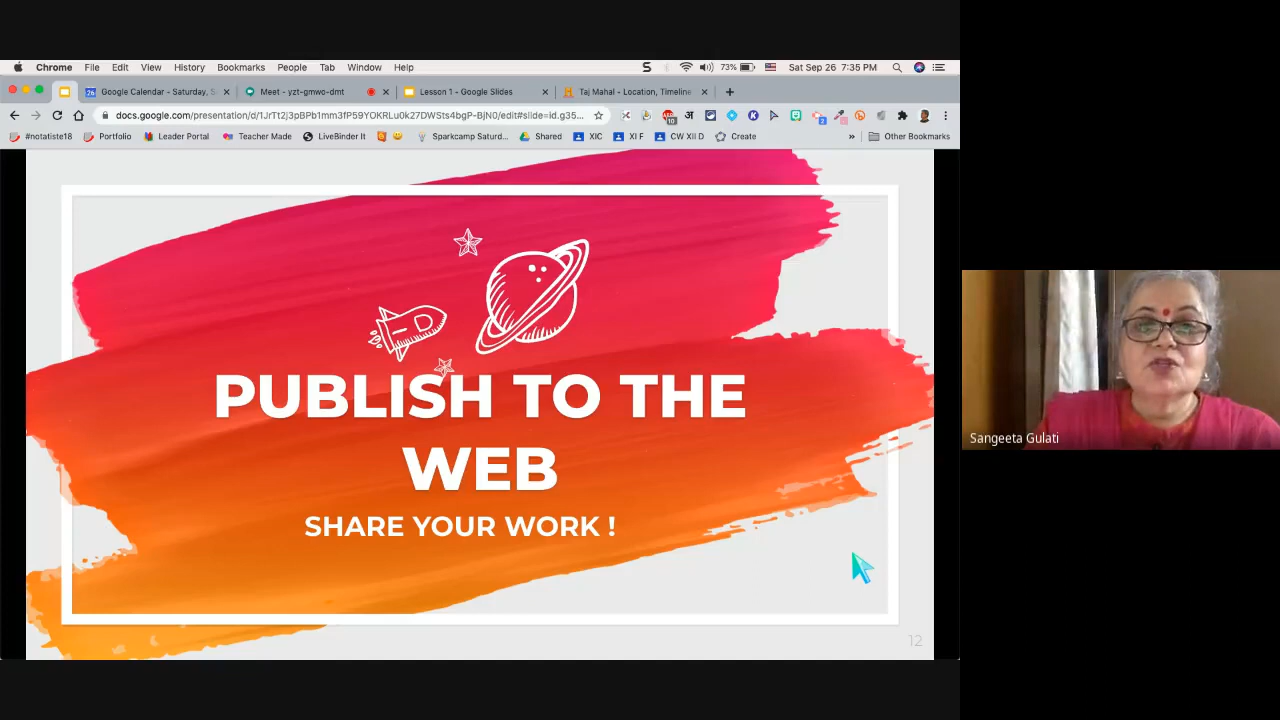 Chrome File Edit View History Bookmarks People Tab Window Help 73% Sat Sep 26 7:35 PM
26 Google Calendar - Saturday, S Meet - yzt-gmwo-dmt Lesson 1 - Google Slides Taj Mahal - Location, Timeline
docs.google.com/presentation/d/1JrTt2j3pBPb1mm3fP59YOKRLu0k27DWSts4bgP-BjN0/edit#slide=id.g35...
#notatiste18 Portfolio Leader Portal Teacher Made LiveBinder It Sparkcamp Saturd... Shared XIC XI F CW XII D Create » Other Bookmarks
PUBLISH TO THE
WEB
SHARE YOUR WORK !
12
Sangeeta Gulati